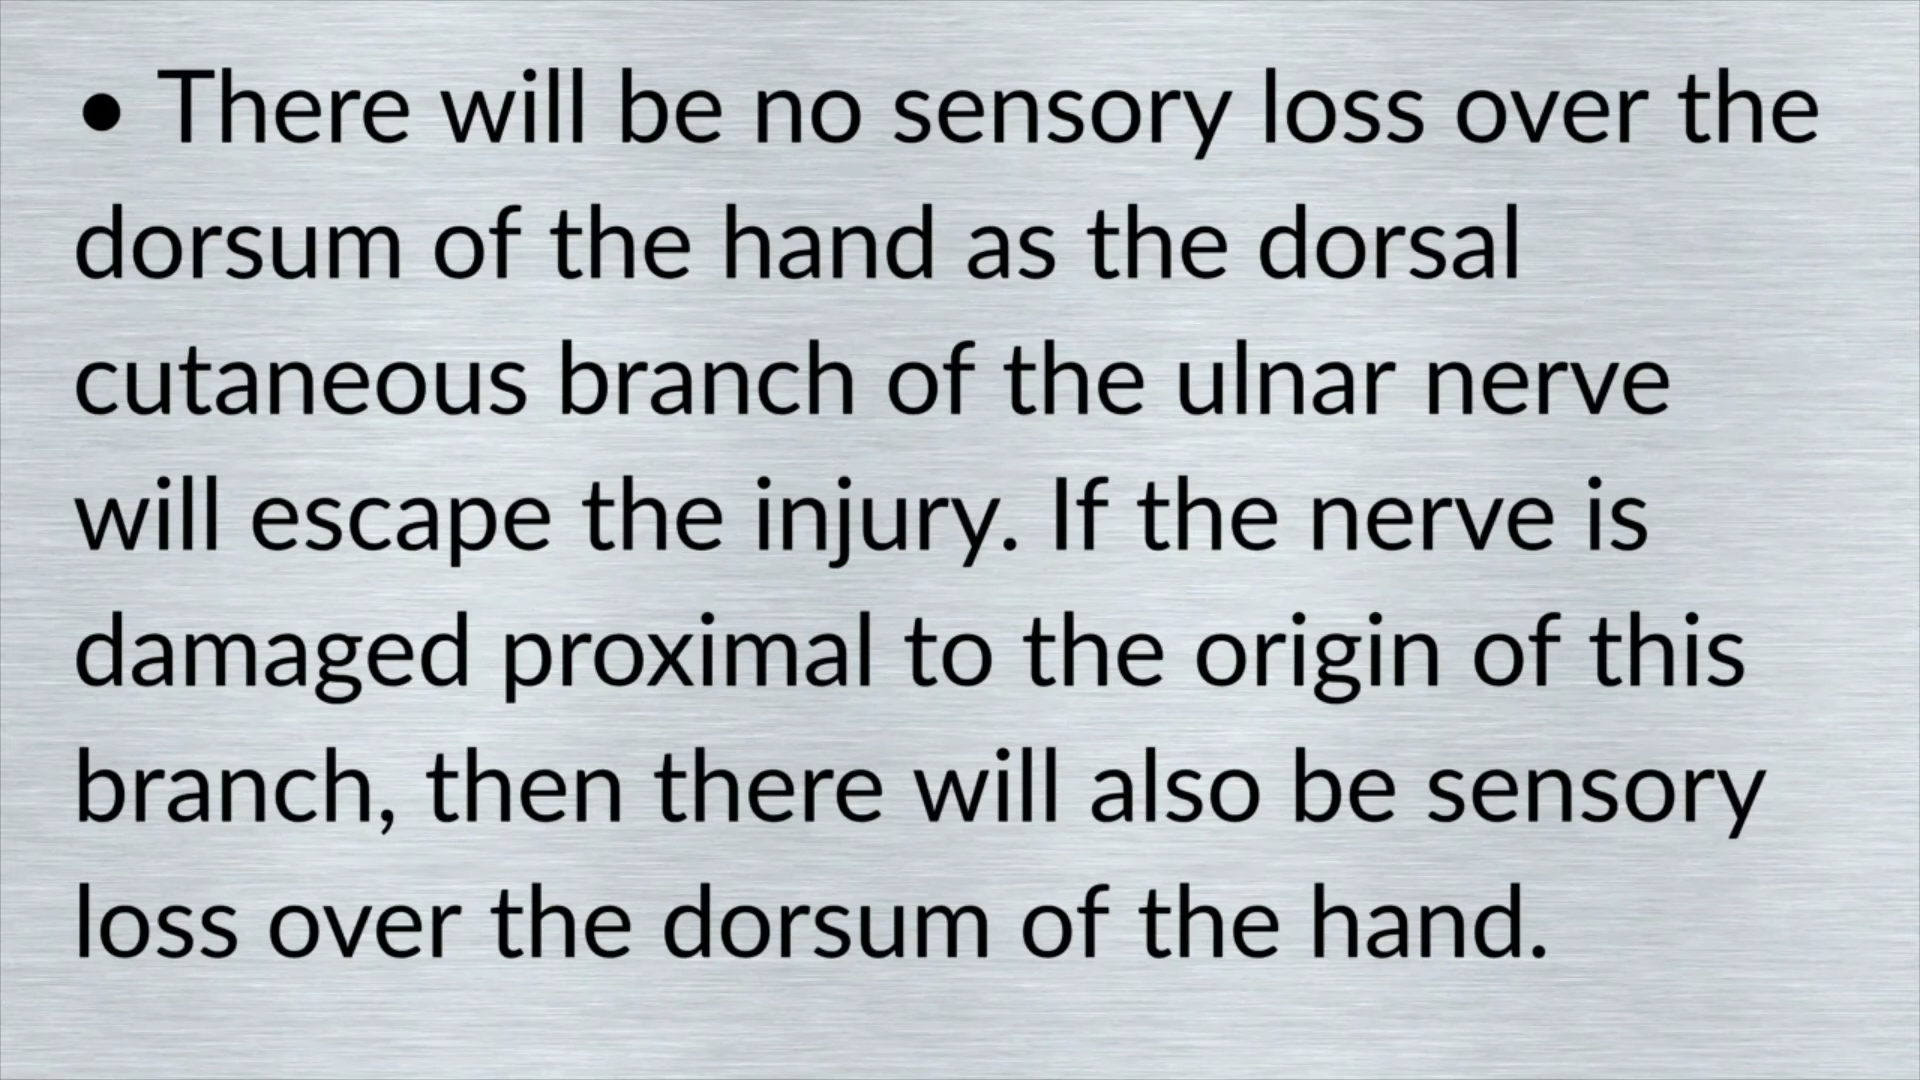 • There will be no sensory loss over the
dorsum of the hand as the dorsal
cutaneous branch of the ulnar nerve
will escape the injury. If the nerve is
damaged proximal to the origin of this
branch, then there will also be sensory
loss over the dorsum of the hand.